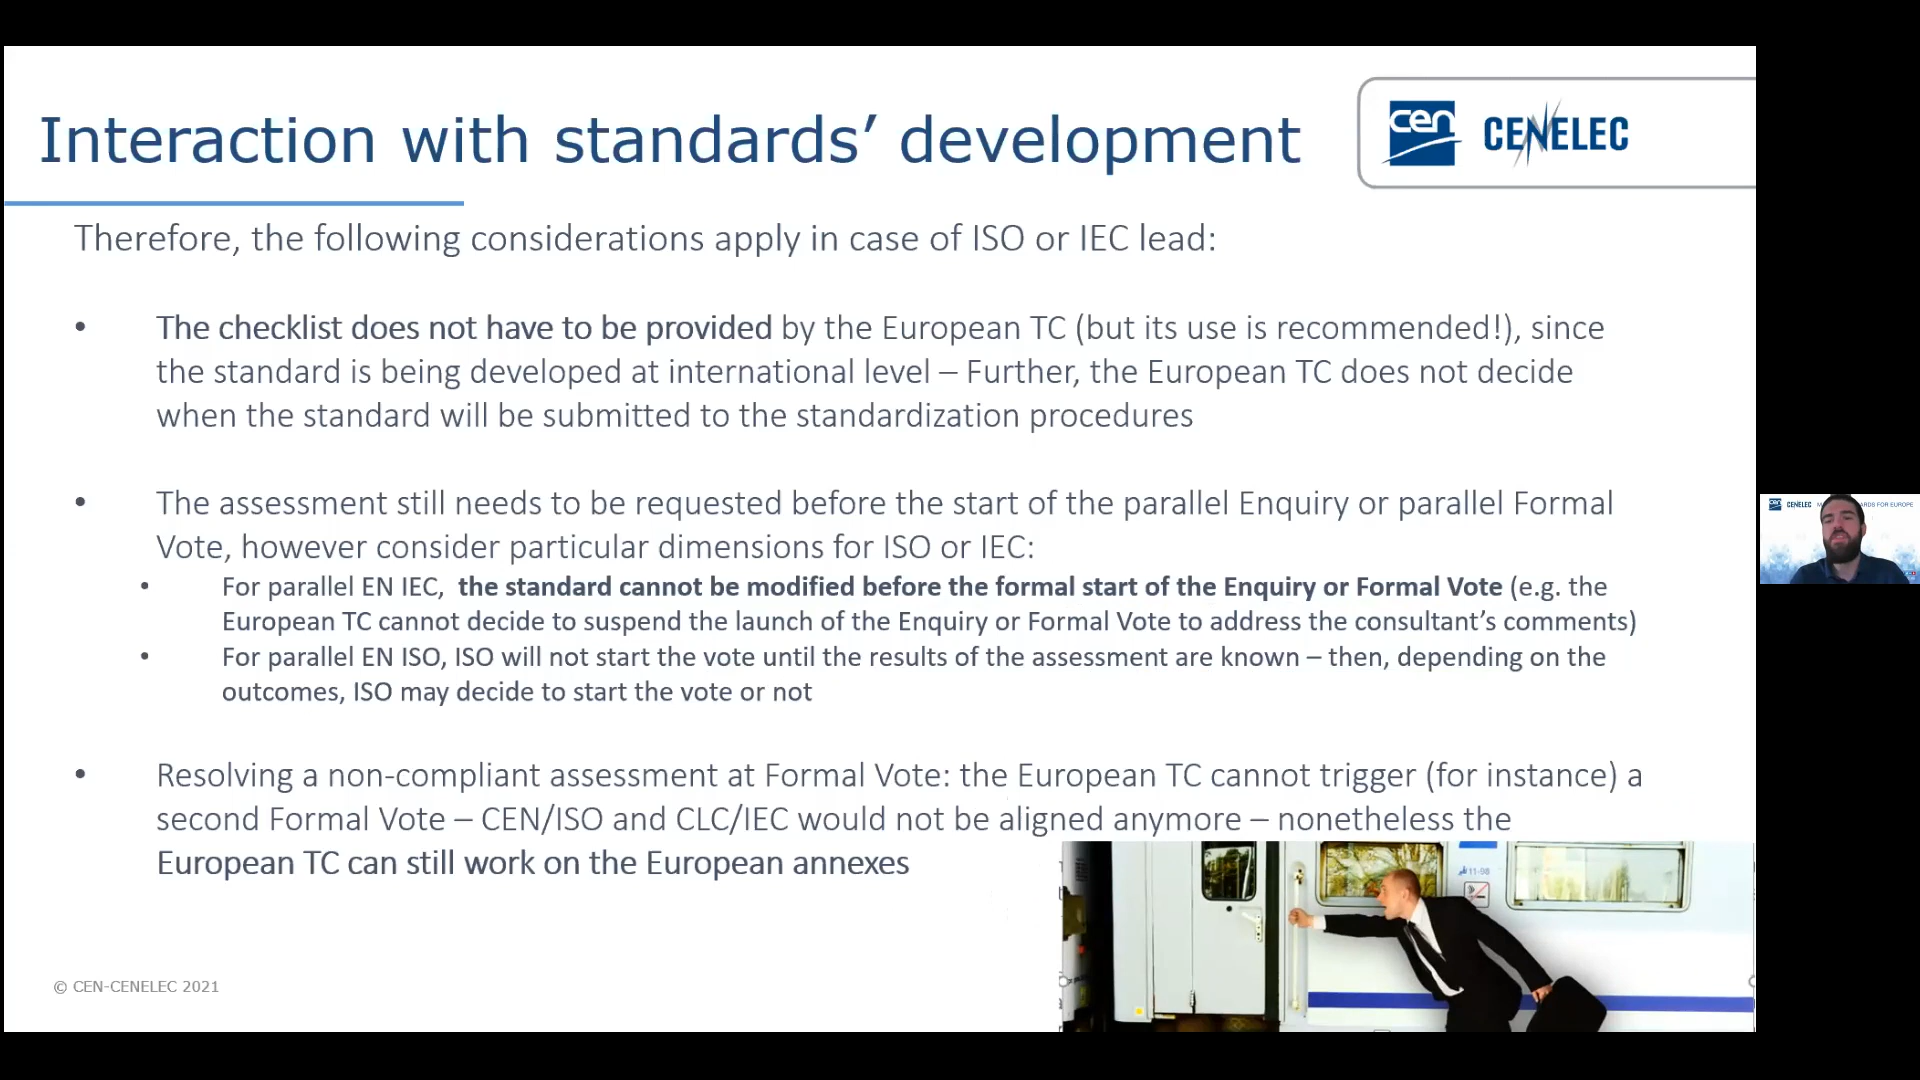 Interaction with standards’ development
cen
CENELEC
Therefore, the following considerations apply in case of ISO or IEC lead:
• The checklist does not have to be provided by the European TC (but its use is recommended!), since
the standard is being developed at international level – Further, the European TC does not decide
when the standard will be submitted to the standardization procedures
• The assessment still needs to be requested before the start of the parallel Enquiry or parallel Formal
Vote, however consider particular dimensions for ISO or IEC:
• For parallel EN IEC, the standard cannot be modified before the formal start of the Enquiry or Formal Vote (e.g. the
European TC cannot decide to suspend the launch of the Enquiry or Formal Vote to address the consultant’s comments)
• For parallel EN ISO, ISO will not start the vote until the results of the assessment are known – then, depending on the
outcomes, ISO may decide to start the vote or not
• Resolving a non-compliant assessment at Formal Vote: the European TC cannot trigger (for instance) a
second Formal Vote – CEN/ISO and CLC/IEC would not be aligned anymore – nonetheless the
European TC can still work on the European annexes
11-98
© CEN-CENELEC 2021
cen CENELEC
FOR EUROPE